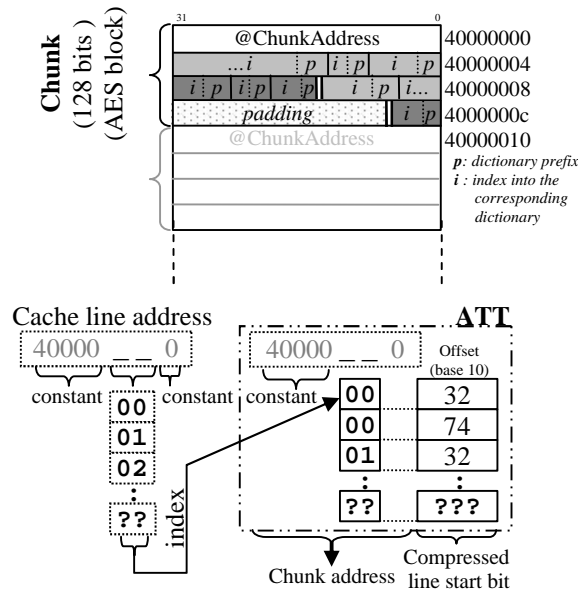 31 0
Chunk
(128 bits)
(AES block)
@ChunkAddress 40000000
...i p i p i p 40000004
i p i p i p i p i... 40000008
padding i p 4000000c
@ChunkAddress 40000010
p: dictionary prefix
i : index into the
corresponding
dictionary
Cache line address ATT
40000 _ _ 0 40000 _ _ 0 Offset
(base 10)
constant constant constant
00 00 32
01 00 74
02 01 32
?? ?? ???
index
Chunk address Compressed
line start bit